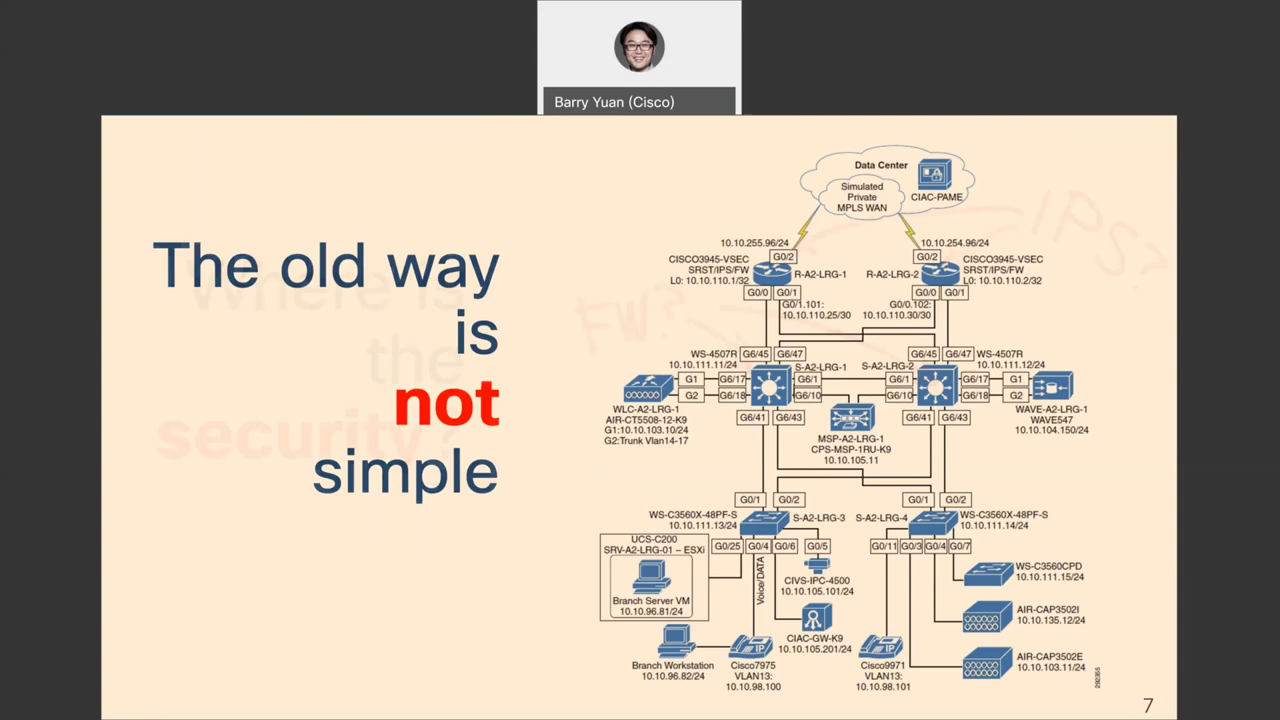 Barry Yuan (Cisco)
The old way
is
not
simple
Where is
the
security?
FW?
IPS?
Data Center
Simulated
Private
MPLS WAN
CIAC-PAME
10.10.255.96/24
10.10.254.96/24
G0/2
G0/2
CISCO3945-VSEC
SRST/IPS/FW
L0: 10.10.110.1/32
R-A2-LRG-1
R-A2-LRG-2
CISCO3945-VSEC
SRST/IPS/FW
L0: 10.10.110.2/32
G0/0
G0/1
G0/0
G0/1
G0/1.101:
10.10.110.25/30
G0/0.102:
10.10.110.30/30
WS-4507R
10.10.111.11/24
G6/45
G6/47
S-A2-LRG-1
S-A2-LRG-2
G6/45
G6/47
WS-4507R
10.10.111.12/24
G1
G6/17
G6/1
G6/1
G6/17
G1
G2
G6/18
G6/10
G6/10
G6/18
G2
WLC-A2-LRG-1
AIR-CT5508-12-K9
G1:10.10.103.10/24
G2:Trunk Vlan14-17
G6/41
G6/43
MSP-A2-LRG-1
CPS-MSP-1RU-K9
10.10.105.11
G6/41
G6/43
WAVE-A2-LRG-1
WAVE547
10.10.104.150/24
G0/1
G0/2
G0/1
G0/2
WS-C3560X-48PF-S
10.10.111.13/24
S-A2-LRG-3
S-A2-LRG-4
WS-C3560X-48PF-S
10.10.111.14/24
UCS-C200
SRV-A2-LRG-01 – ESXi
G0/25
G0/4
G0/6
G0/5
G0/11
G0/3
G0/4
G0/7
Branch Server VM
10.10.96.81/24
Voice/DATA
CIVS-IPC-4500
10.10.105.101/24
WS-C3560CPD
10.10.111.15/24
AIR-CAP3502I
10.10.135.12/24
CIAC-GW-K9
10.10.105.201/24
IP
IP
AIR-CAP3502E
10.10.103.11/24
Branch Workstation
10.10.96.82/24
Cisco7975
VLAN13:
10.10.98.100
Cisco9971
VLAN13:
10.10.98.101
292355
7